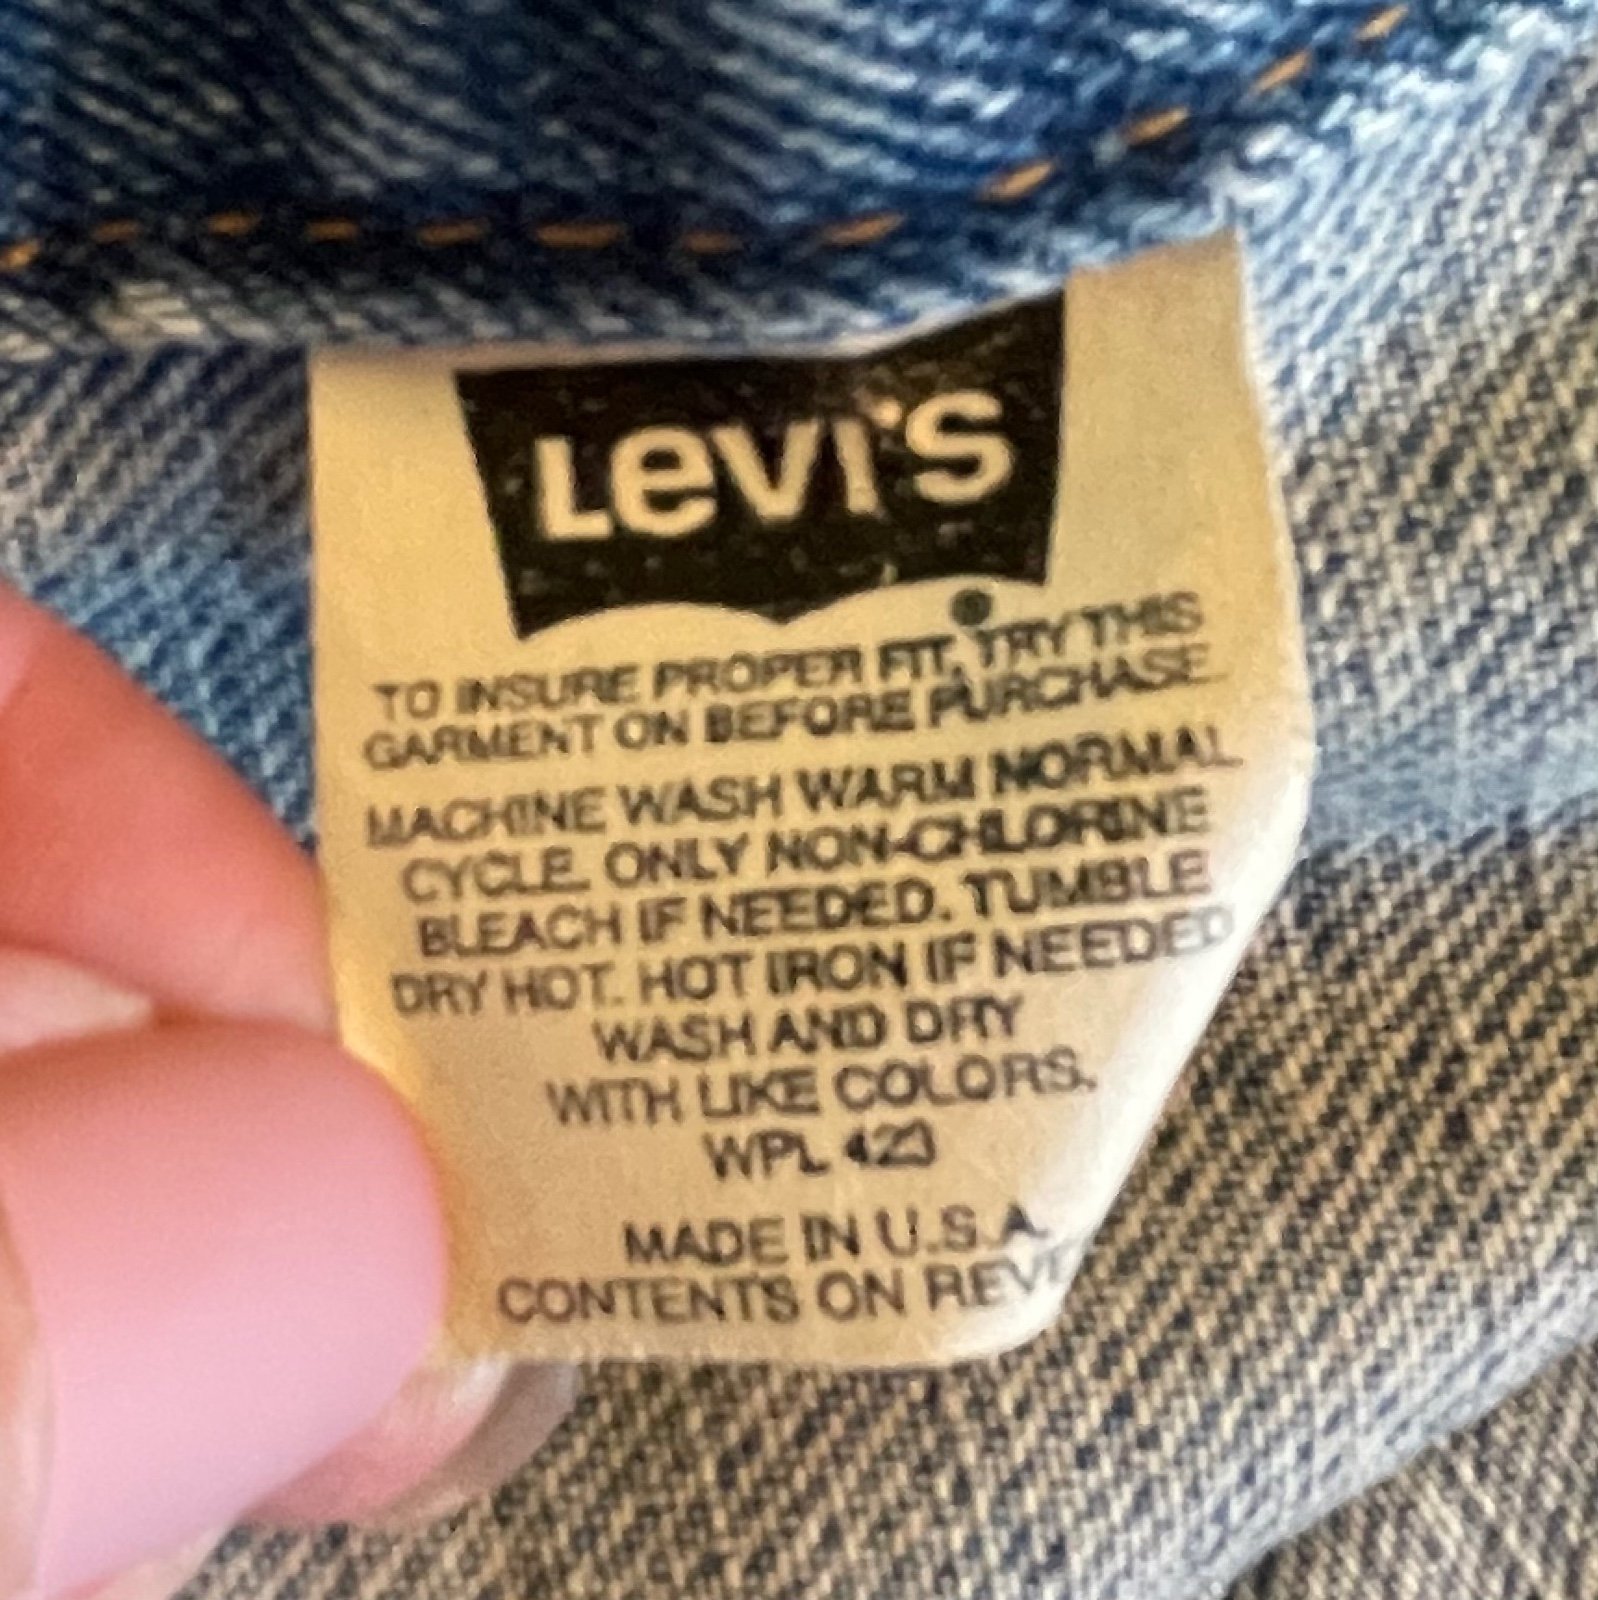 LEVI'S
®
TO INSURE PROPER FIT, TRY THIS
GARMENT ON BEFORE PURCHASE
MACHINE WASH WARM NORMAL
CYCLE. ONLY NON-CHLORINE
BLEACH IF NEEDED. TUMBLE
DRY HOT. HOT IRON IF NEEDED
WASH AND DRY
WITH LIKE COLORS.
WPL 423
MADE IN U.S.A.
CONTENTS ON